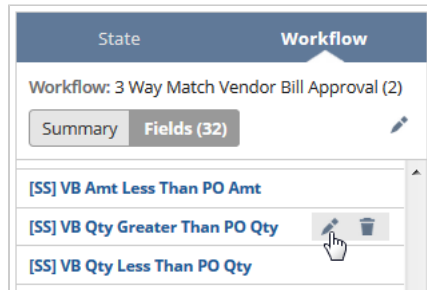 State Workflow
Workflow: 3 Way Match Vendor Bill Approval (2)
Summary Fields (32)
[SS] VB Amt Less Than PO Amt
[SS] VB Qty Greater Than PO Qty
[SS] VB Qty Less Than PO Qty